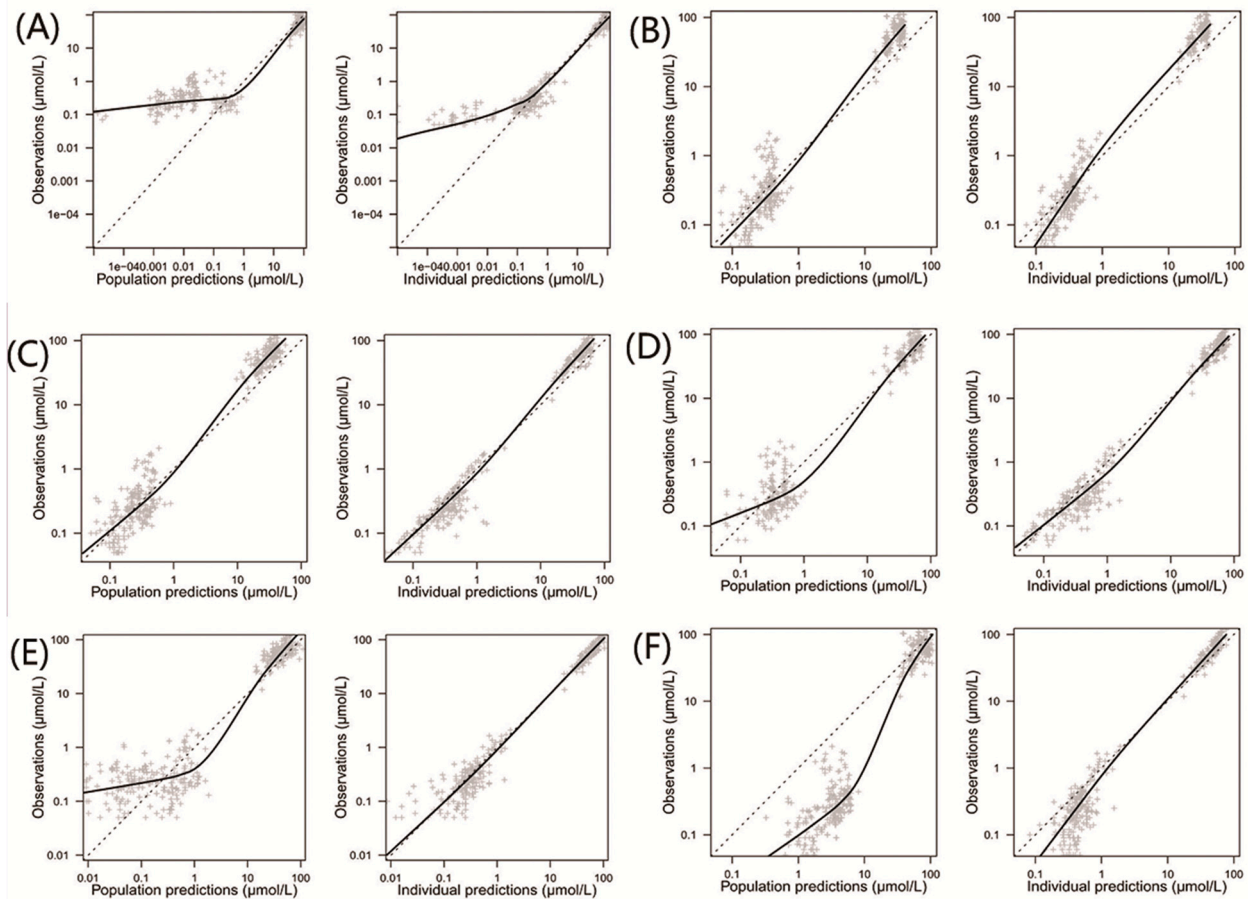 (A)
Observations (µmol/L)
10
1
0.1
0.01
0.001
1e−04
1e−040.001 0.01 0.1 1 10
Population predictions (µmol/L)
Observations (µmol/L)
10
1
0.1
0.01
0.001
1e−04
1e−040.001 0.01 0.1 1 10
Individual predictions (µmol/L)
(B)
Observations (µmol/L)
100
10
1
0.1
0.1 1 10 100
Population predictions (µmol/L)
Observations (µmol/L)
100
10
1
0.1
0.1 1 10 100
Individual predictions (µmol/L)
(C)
Observations (µmol/L)
100
10
1
0.1
0.1 1 10 100
Population predictions (µmol/L)
Observations (µmol/L)
100
10
1
0.1
0.1 1 10 100
Individual predictions (µmol/L)
(D)
Observations (µmol/L)
100
10
1
0.1
0.1 1 10 100
Population predictions (µmol/L)
Observations (µmol/L)
100
10
1
0.1
0.1 1 10 100
Individual predictions (µmol/L)
(E)
Observations (µmol/L)
100
10
1
0.1
0.01
0.01 0.1 1 10 100
Population predictions (µmol/L)
Observations (µmol/L)
100
10
1
0.1
0.01
0.01 0.1 1 10 100
Individual predictions (µmol/L)
(F)
Observations (µmol/L)
100
10
1
0.1
0.1 1 10 100
Population predictions (µmol/L)
Observations (µmol/L)
100
10
1
0.1
0.1 1 10 100
Individual predictions (µmol/L)